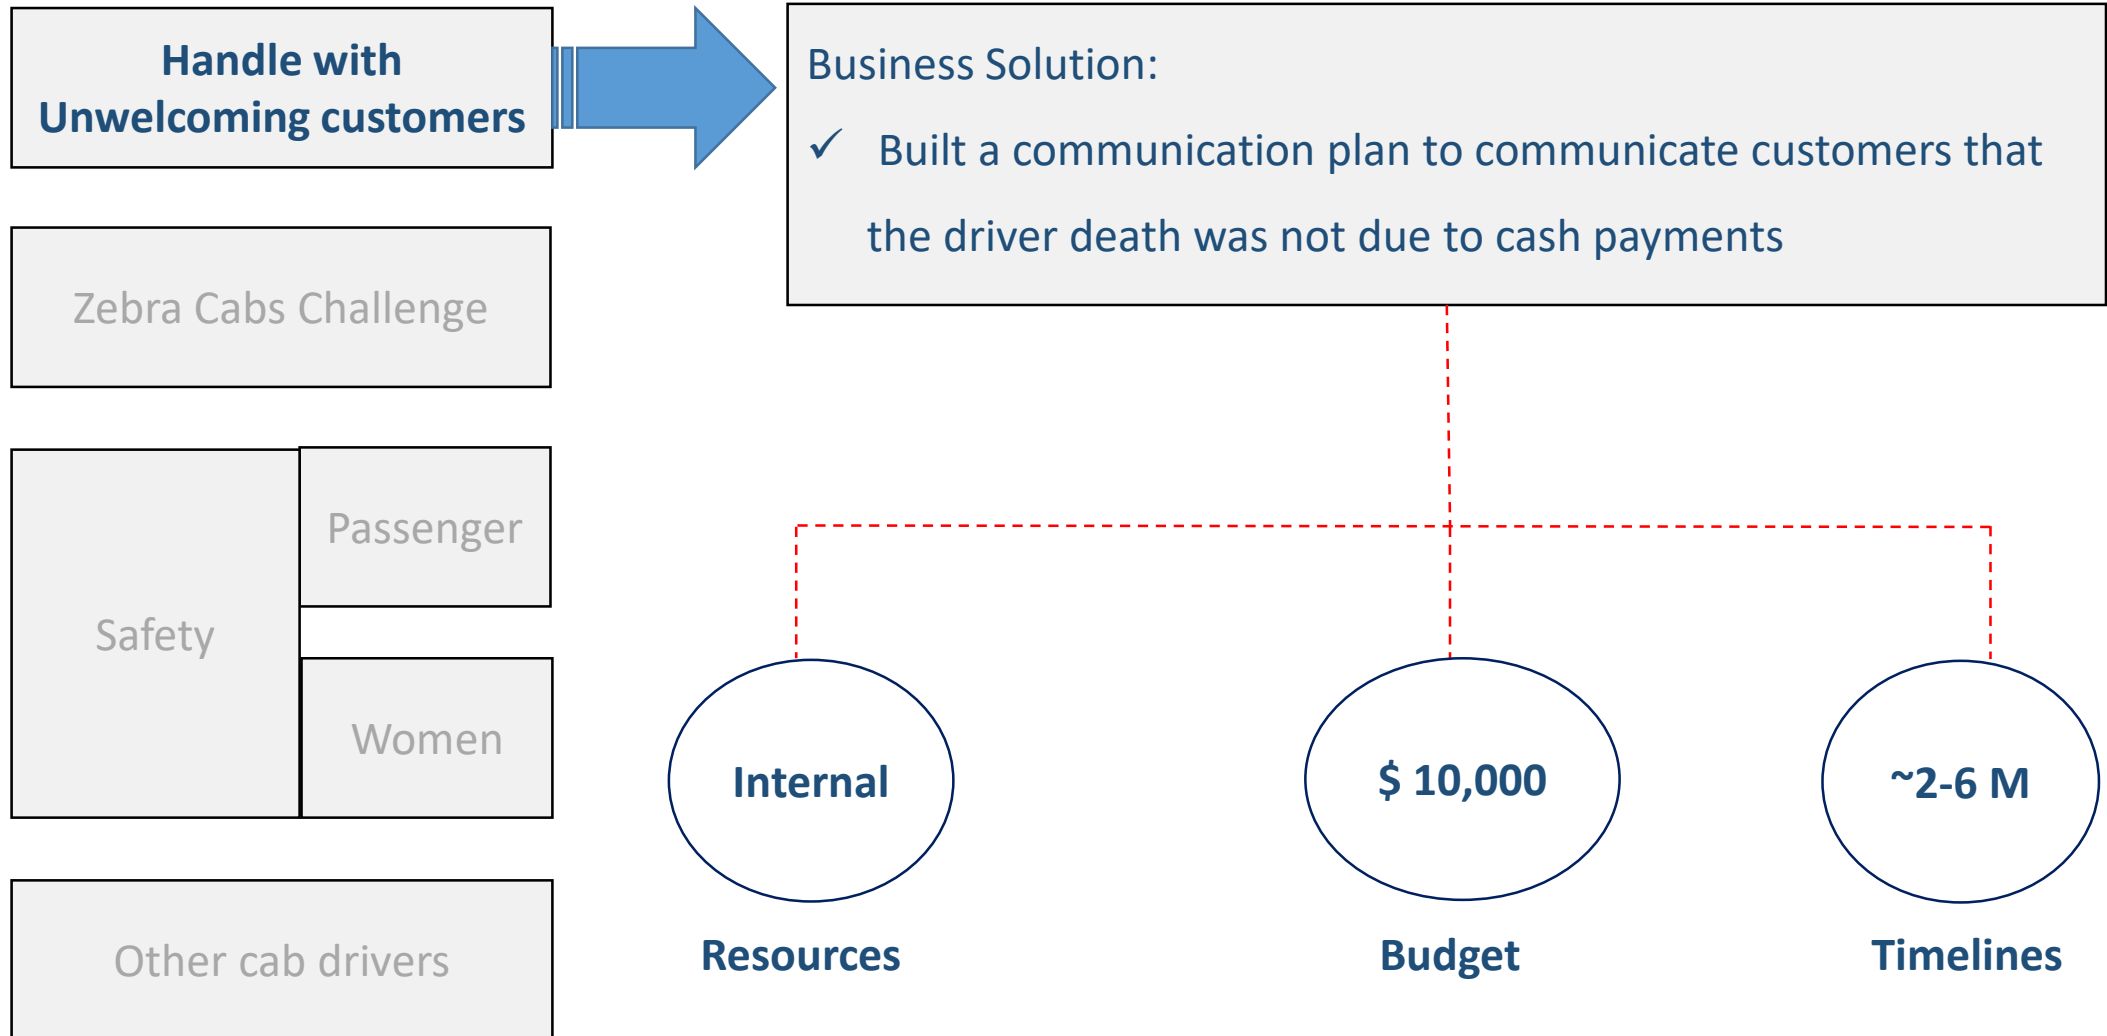 Handle with
Unwelcoming customers
Business Solution:
✓ Built a communication plan to communicate customers that
the driver death was not due to cash payments
Zebra Cabs Challenge
Safety
Passenger
Women
Other cab drivers
Internal
$ 10,000
~2-6 M
Resources
Budget
Timelines